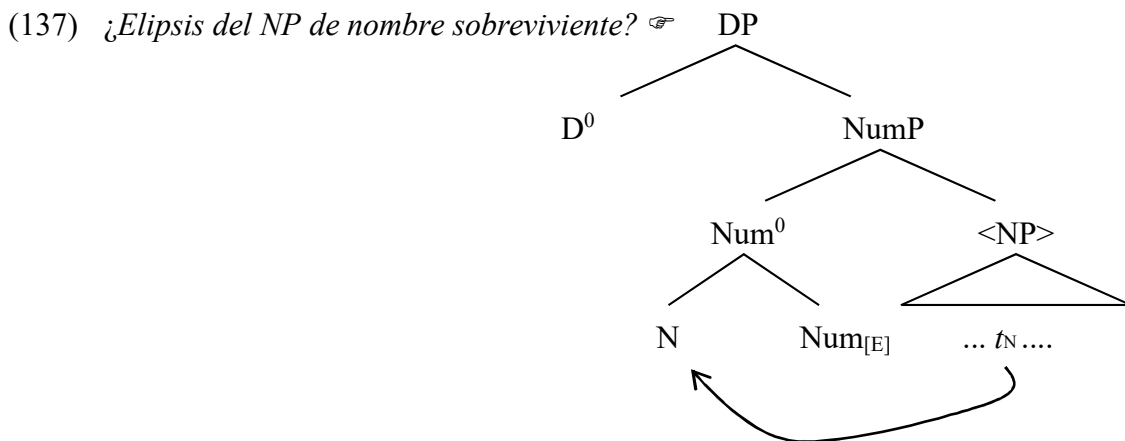 (137) ¿Elipsis del NP de nombre sobreviviente? ☞ DP
D⁰ NumP
Num⁰ <NP>
N Num[E] ... tN ....